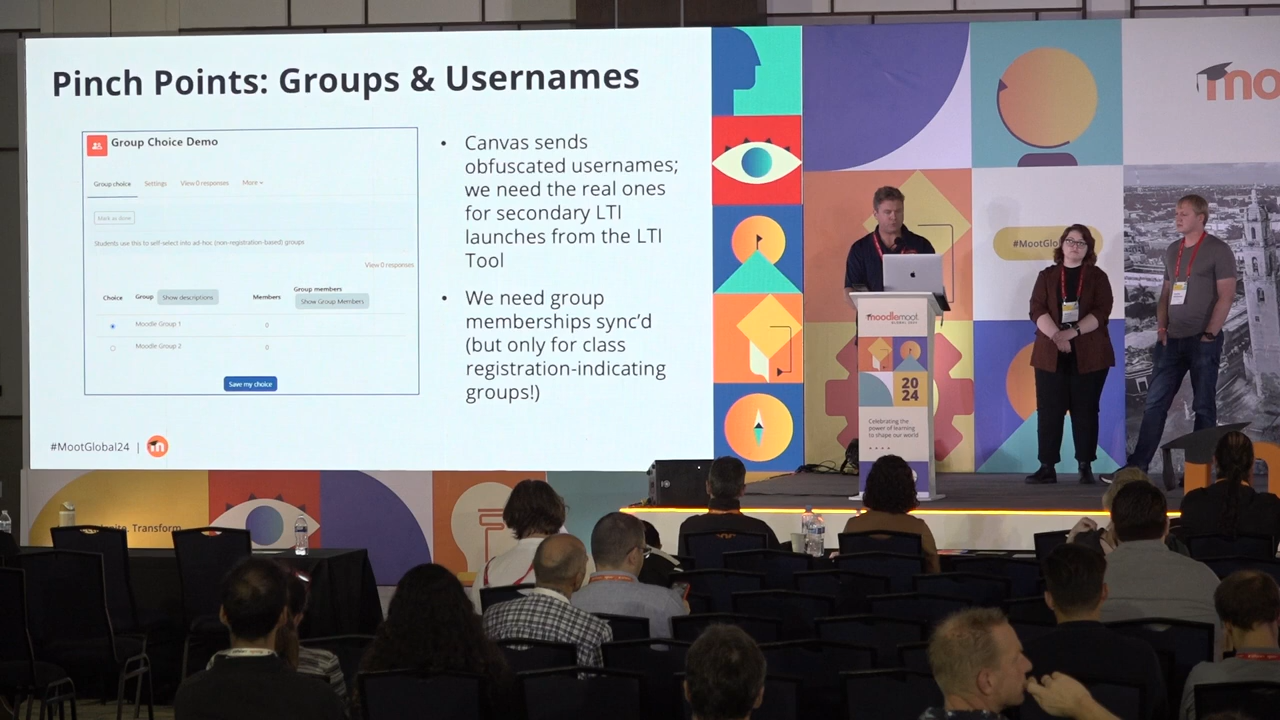 Pinch Points: Groups & Usernames
Group Choice Demo
Group choice Settings View 0 responses More
Mark as done
Students use this to self-select into ad-hoc (non-registration-based) groups
View 0 responses
Choice Group Show descriptions Members Group members
Show Group Members
Moodle Group 1 0
Moodle Group 2 0
Save my choice
• Canvas sends
obfuscated usernames;
we need the real ones
for secondary LTI
launches from the LTI
Tool
• We need group
memberships sync'd
(but only for class
registration-indicating
groups!)
#MootGlobal24 | m
mo
#MootGlo
moodlemoot
GLOBAL 2024
20
24
Celebrating the
power of learning
to shape our world
Transform